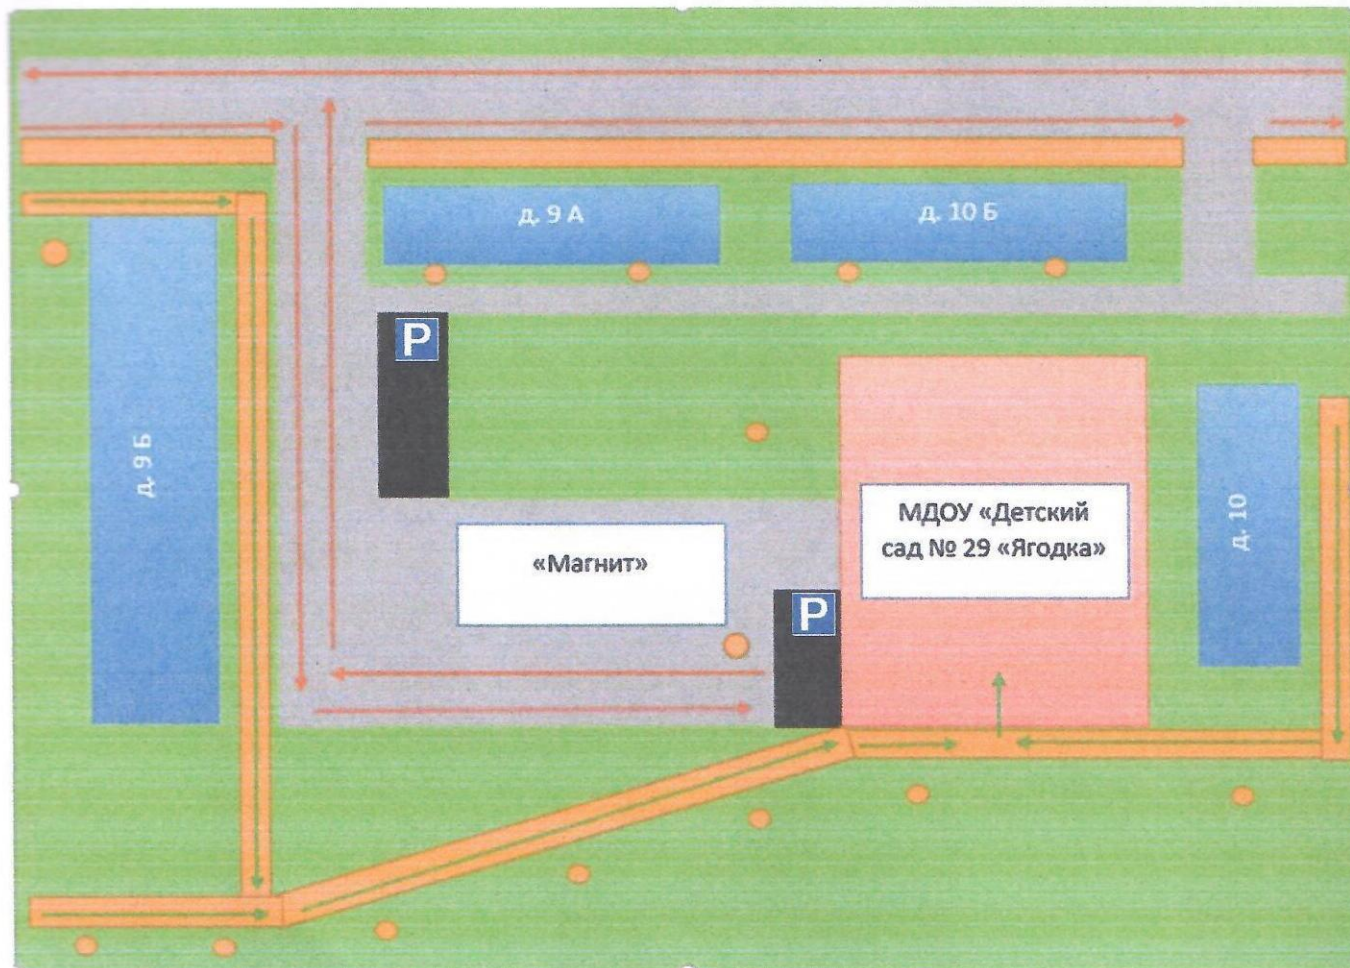 д. 9 А
д. 10 Б
P
д. 9 Б
МДОУ «Детский
сад № 29 «Ягодка»
д. 10
«Магнит»
P